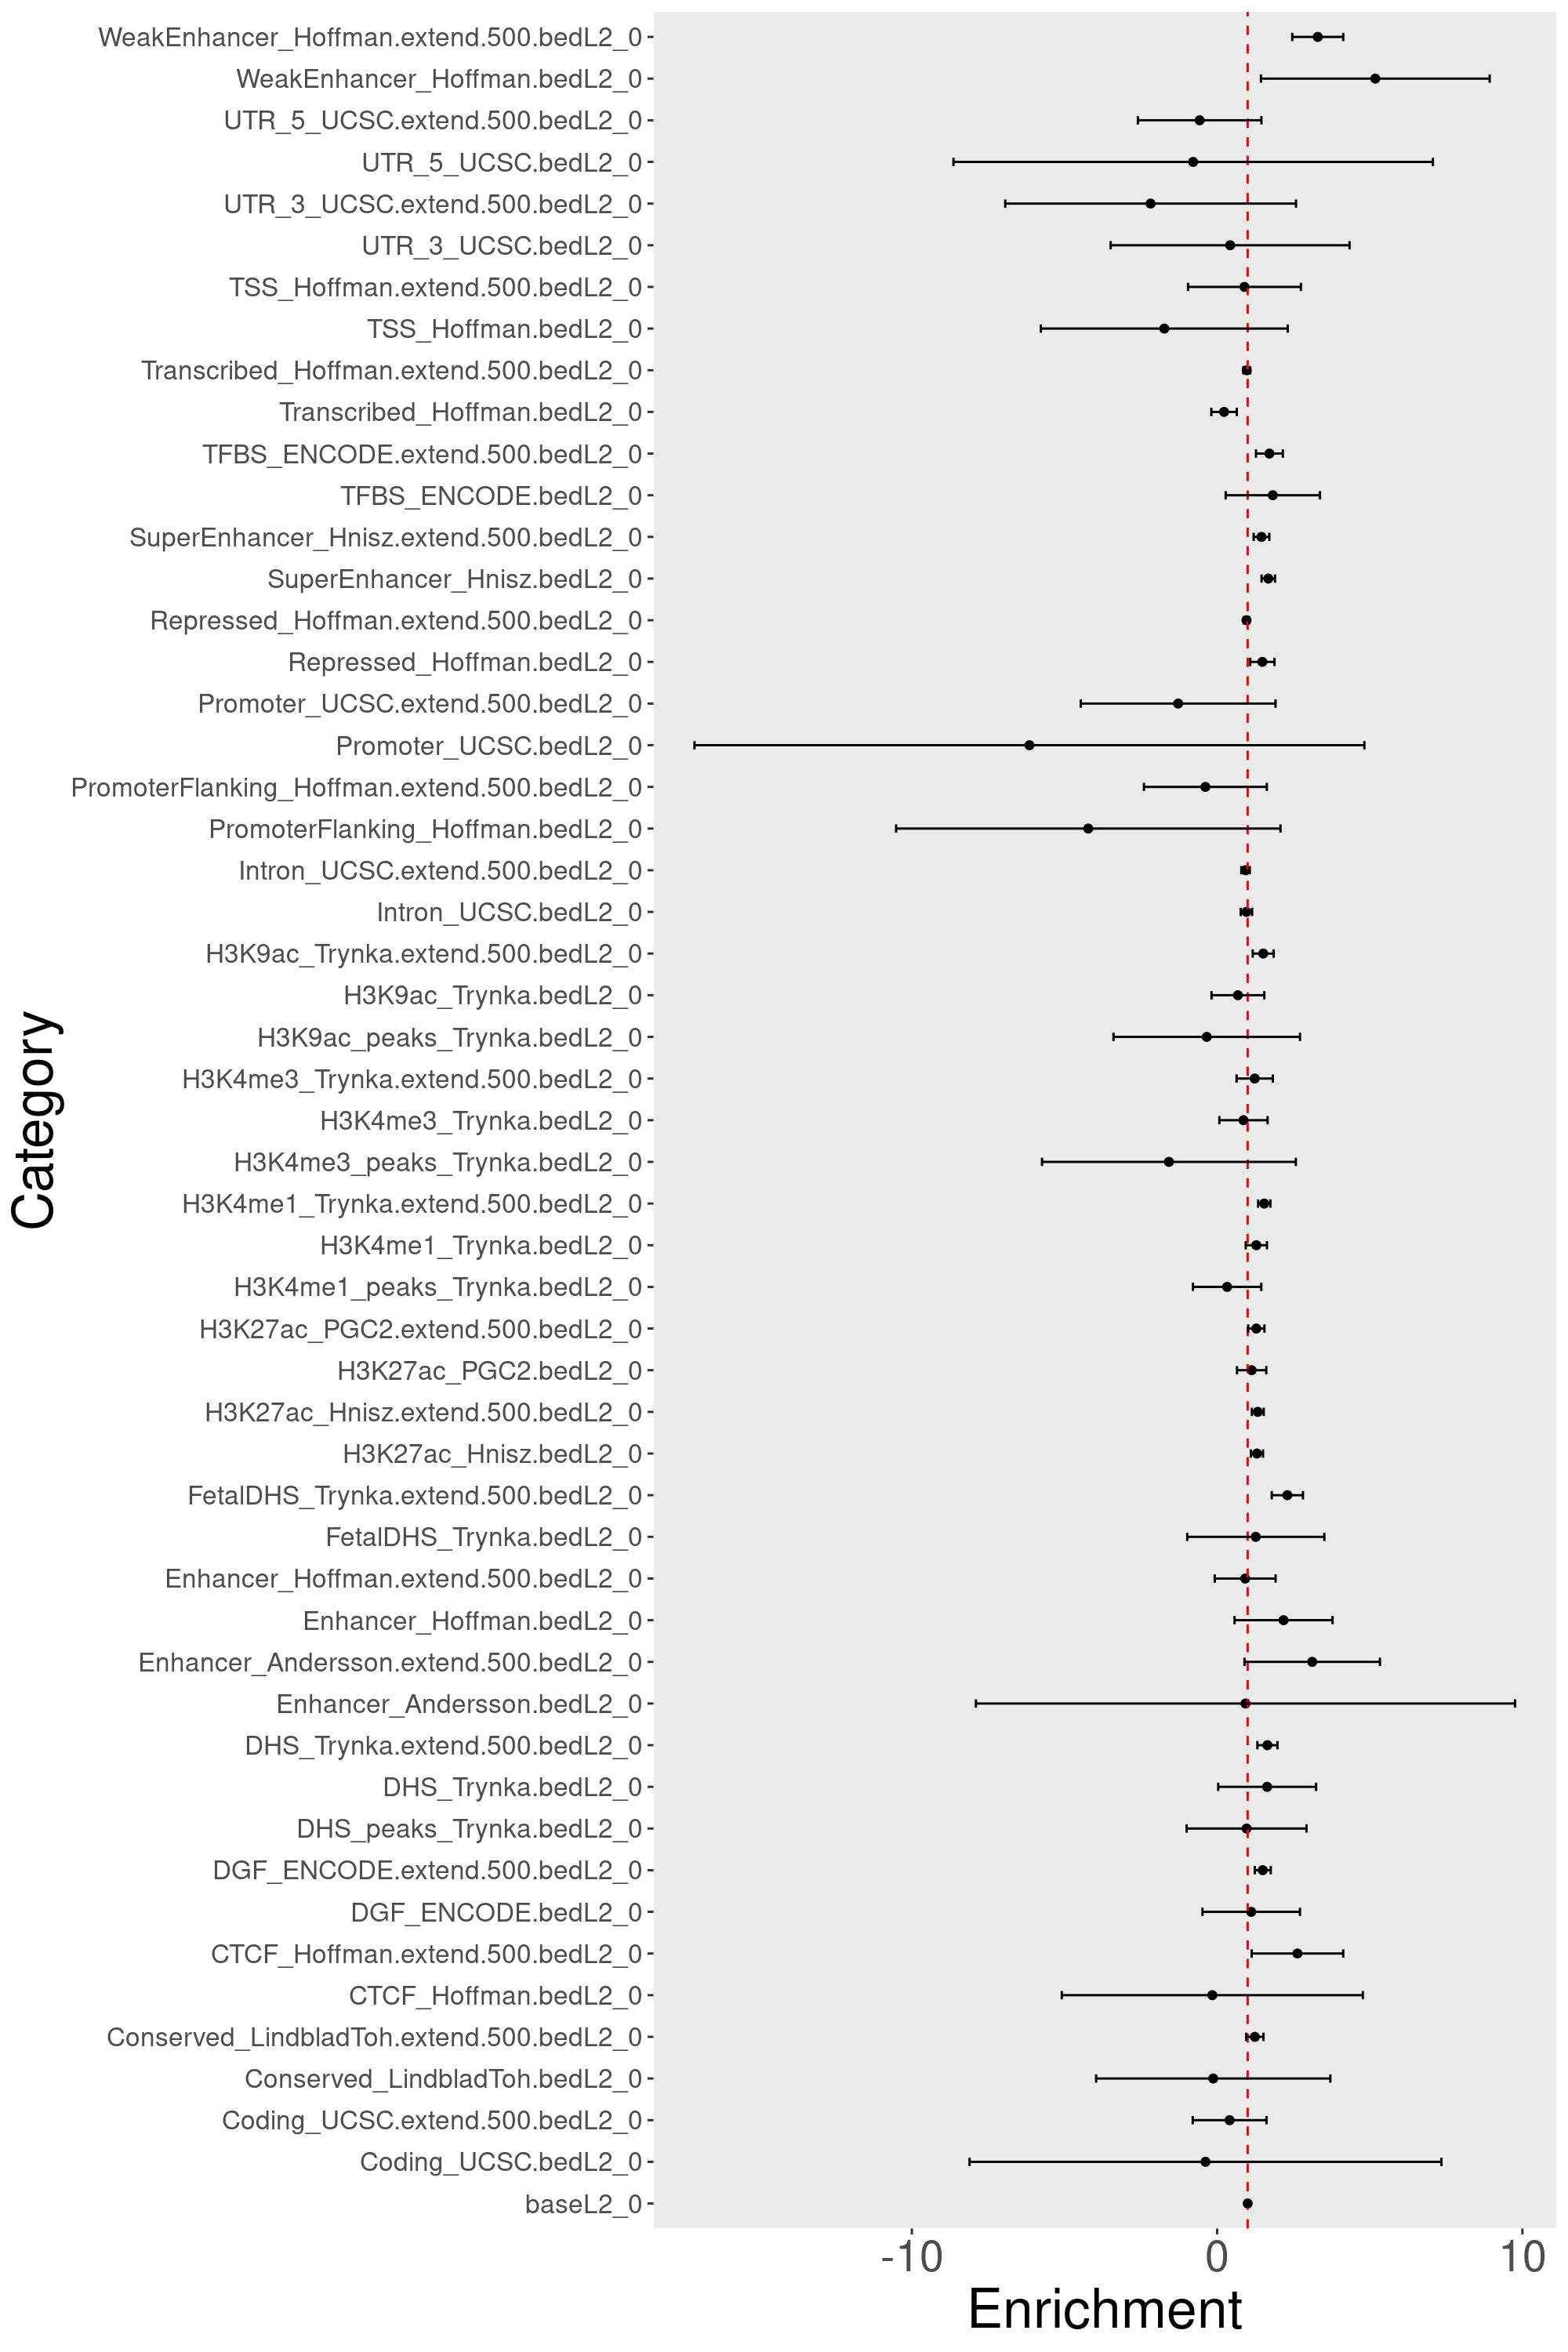 WeakEnhancer_Hoffman.extend.500.bedL2_0
WeakEnhancer_Hoffman.bedL2_0
UTR_5_UCSC.extend.500.bedL2_0
UTR_5_UCSC.bedL2_0
UTR_3_UCSC.extend.500.bedL2_0
UTR_3_UCSC.bedL2_0
TSS_Hoffman.extend.500.bedL2_0
TSS_Hoffman.bedL2_0
Transcribed_Hoffman.extend.500.bedL2_0
Transcribed_Hoffman.bedL2_0
TFBS_ENCODE.extend.500.bedL2_0
TFBS_ENCODE.bedL2_0
SuperEnhancer_Hnisz.extend.500.bedL2_0
SuperEnhancer_Hnisz.bedL2_0
Repressed_Hoffman.extend.500.bedL2_0
Repressed_Hoffman.bedL2_0
Promoter_UCSC.extend.500.bedL2_0
Promoter_UCSC.bedL2_0
PromoterFlanking_Hoffman.extend.500.bedL2_0
PromoterFlanking_Hoffman.bedL2_0
Intron_UCSC.extend.500.bedL2_0
Intron_UCSC.bedL2_0
H3K9ac_Trynka.extend.500.bedL2_0
H3K9ac_Trynka.bedL2_0
H3K9ac_peaks_Trynka.bedL2_0
H3K4me3_Trynka.extend.500.bedL2_0
H3K4me3_Trynka.bedL2_0
H3K4me3_peaks_Trynka.bedL2_0
H3K4me1_Trynka.extend.500.bedL2_0
H3K4me1_Trynka.bedL2_0
H3K4me1_peaks_Trynka.bedL2_0
H3K27ac_PGC2.extend.500.bedL2_0
H3K27ac_PGC2.bedL2_0
H3K27ac_Hnisz.extend.500.bedL2_0
H3K27ac_Hnisz.bedL2_0
FetalDHS_Trynka.extend.500.bedL2_0
FetalDHS_Trynka.bedL2_0
Enhancer_Hoffman.extend.500.bedL2_0
Enhancer_Hoffman.bedL2_0
Enhancer_Andersson.extend.500.bedL2_0
Enhancer_Andersson.bedL2_0
DHS_Trynka.extend.500.bedL2_0
DHS_Trynka.bedL2_0
DHS_peaks_Trynka.bedL2_0
DGF_ENCODE.extend.500.bedL2_0
DGF_ENCODE.bedL2_0
CTCF_Hoffman.extend.500.bedL2_0
CTCF_Hoffman.bedL2_0
Conserved_LindbladToh.extend.500.bedL2_0
Conserved_LindbladToh.bedL2_0
Coding_UCSC.extend.500.bedL2_0
Coding_UCSC.bedL2_0
baseL2_0
Category
-10 0 10
Enrichment